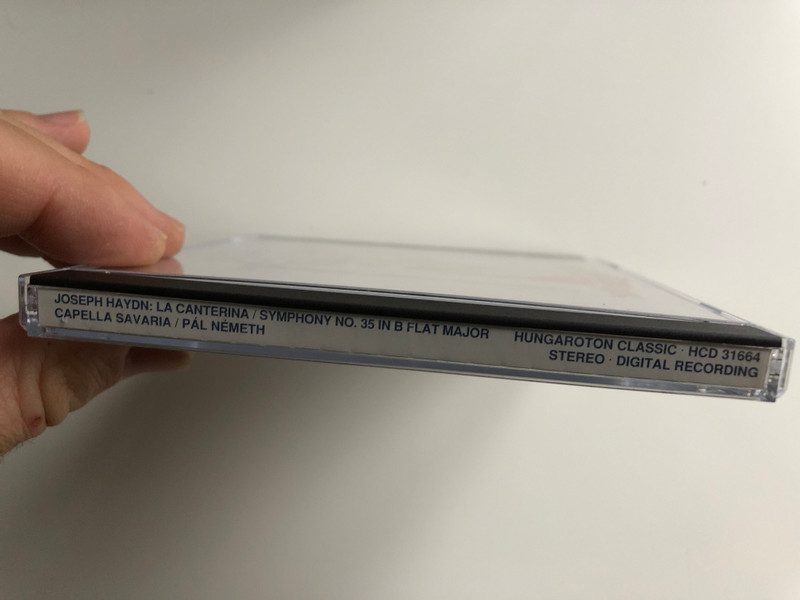 JOSEPH HAYDN: LA CANTERINA / SYMPHONY NO. 35 IN B FLAT MAJOR
CAPELLA SAVARIA / PÁL NÉMETH
HUNGAROTON CLASSIC · HCD 31664
STEREO · DIGITAL RECORDING